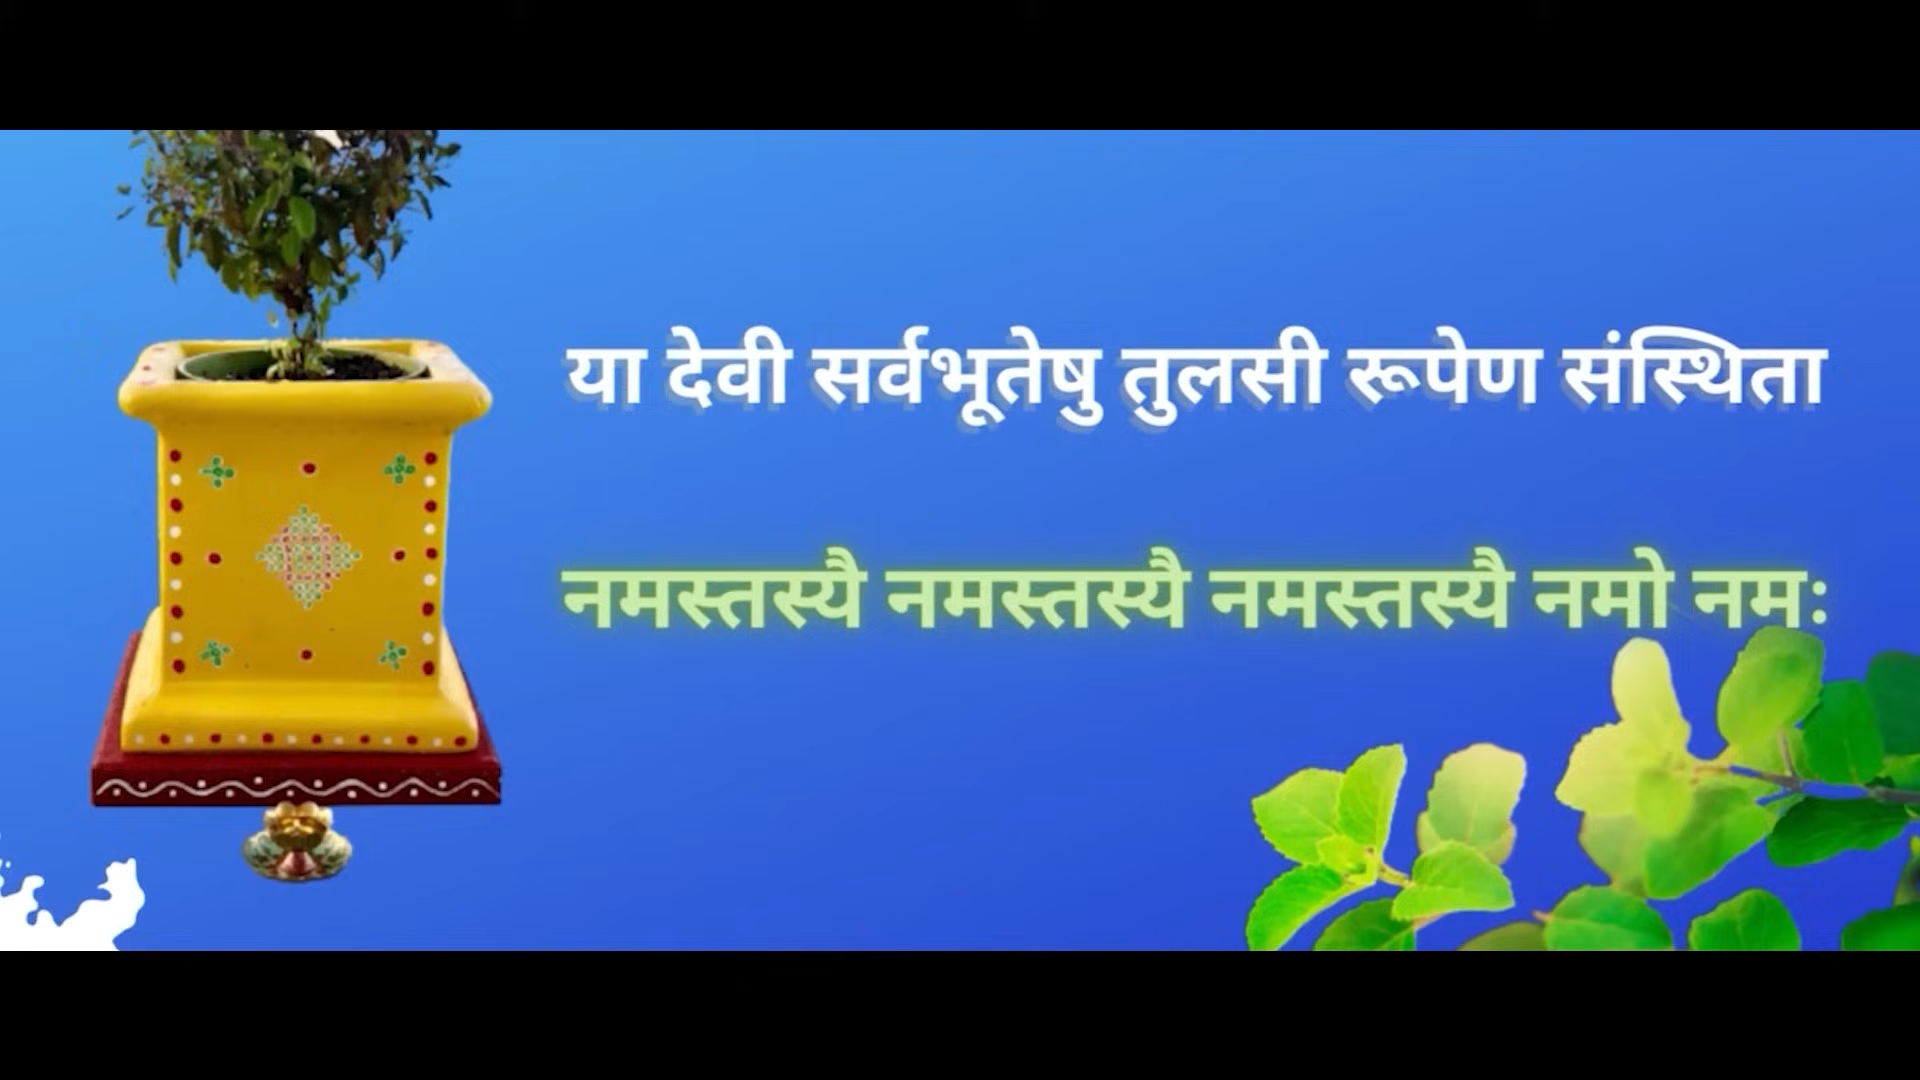 या देवी सर्वभूतेषु तुलसी रूपेण संस्थिता
नमस्तस्यै नमस्तस्यै नमस्तस्यै नमो नमः